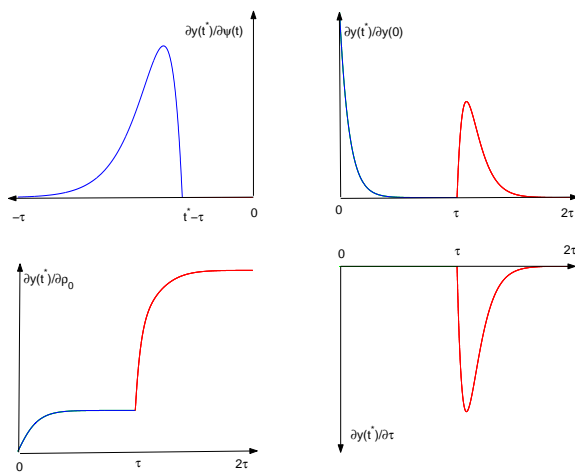 ∂y(t*)/∂ψ(t)
−τ
t*−τ
0
∂y(t*)/∂y(0)
0
τ
2τ
∂y(t*)/∂ρ₀
0
τ
2τ
0
τ
2τ
∂y(t*)/∂τ